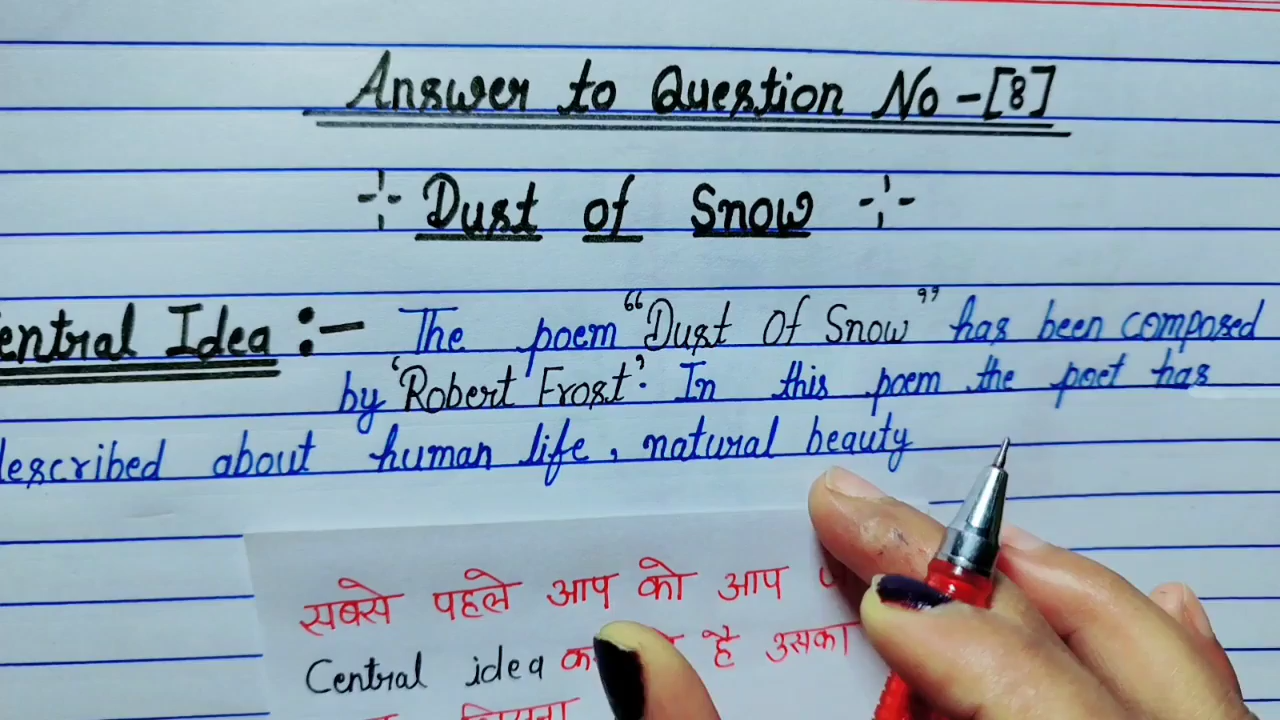 Answer to Question No -[8]
Dust of Snow
Central Idea :- The poem “Dust Of Snow” has been composed
by ‘Robert Frost’. In this poem the poet has
described about human life, natural beauty
सबसे पहले आप को आप
Central idea है उसका